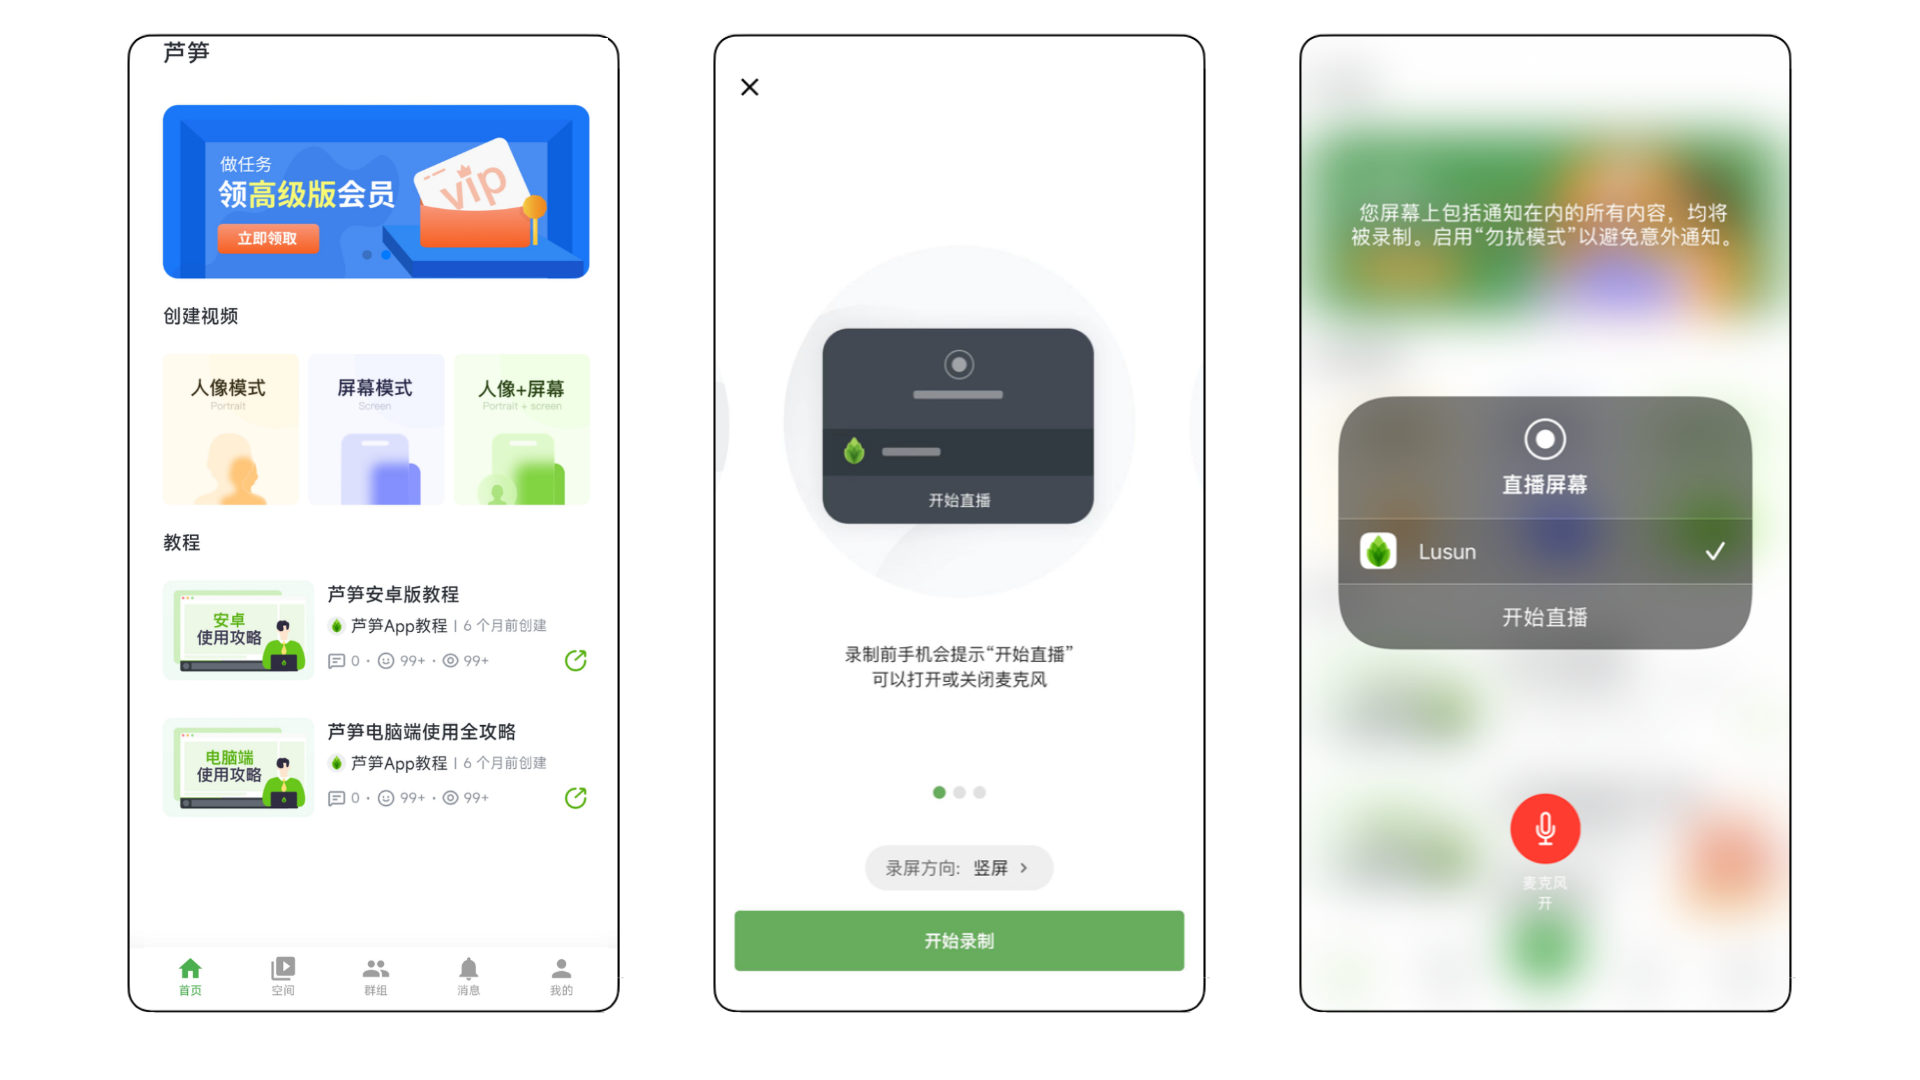 芦笋
做任务
领高级版会员
立即领取
vip
创建视频
人像模式
Portrait
屏幕模式
Screen
人像+屏幕
Portrait + screen
教程
安卓
使用攻略
芦笋安卓版教程
芦笋App教程 | 6 个月前创建
0 · 99+ · 99+
电脑端
使用攻略
芦笋电脑端使用全攻略
芦笋App教程 | 6 个月前创建
0 · 99+ · 99+
首页
空间
群组
消息
我的
开始直播
录制前手机会提示“开始直播”
可以打开或关闭麦克风
录屏方向: 竖屏 >
开始录制
您屏幕上包括通知在内的所有内容，均将
被录制。启用“勿扰模式”以避免意外通知。
直播屏幕
Lusun
开始直播
麦克风
开